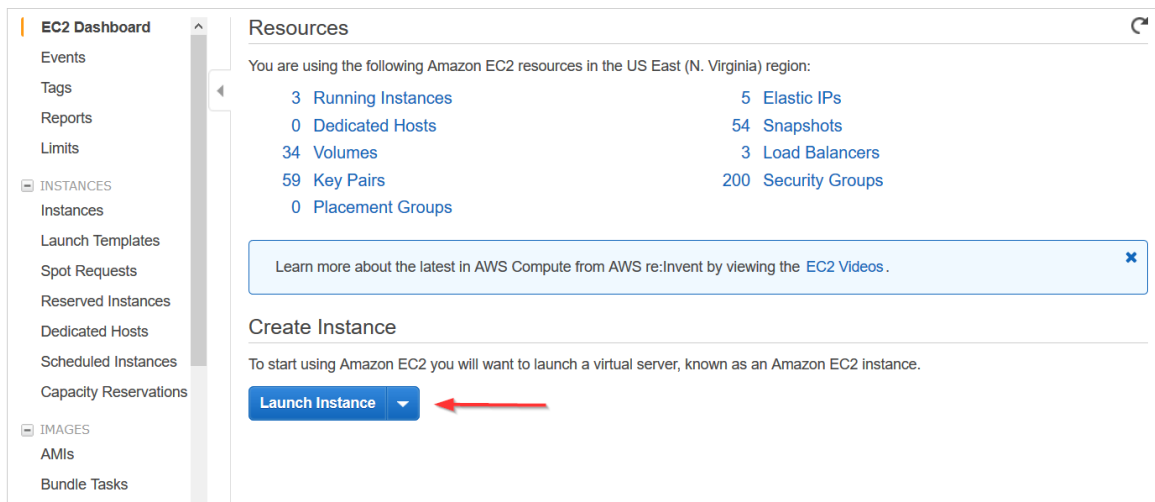 EC2 Dashboard
Events
Tags
Reports
Limits
INSTANCES
Instances
Launch Templates
Spot Requests
Reserved Instances
Dedicated Hosts
Scheduled Instances
Capacity Reservations
IMAGES
AMIs
Bundle Tasks
Resources
You are using the following Amazon EC2 resources in the US East (N. Virginia) region:
3 Running Instances
0 Dedicated Hosts
34 Volumes
59 Key Pairs
0 Placement Groups
5 Elastic IPs
54 Snapshots
3 Load Balancers
200 Security Groups
Learn more about the latest in AWS Compute from AWS re:Invent by viewing the EC2 Videos.
Create Instance
To start using Amazon EC2 you will want to launch a virtual server, known as an Amazon EC2 instance.
Launch Instance